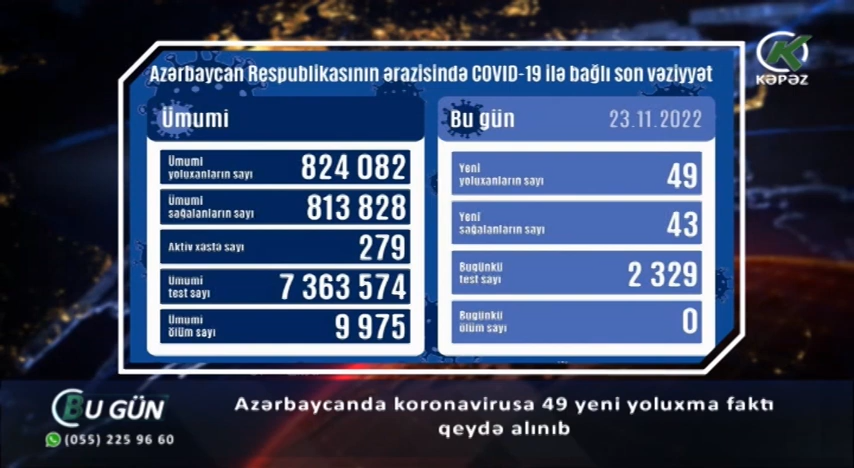 KƏPƏZ
Azərbaycan Respublikasının ərazisində COVID-19 ilə bağlı son vəziyyət
Ümumi
Ümumi
yoluxanların sayı
824 082
Ümumi
sağalanların sayı
813 828
Aktiv xəstə sayı
279
Ümumi
test sayı
7 363 574
Ümumi
ölüm sayı
9 975
Bu gün 23.11.2022
Yeni
yoluxanların sayı
49
Yeni
sağalanların sayı
43
Bugünkü
test sayı
2 329
Bugünkü
ölüm sayı
0
BU GÜN
(055) 225 96 60
Azərbaycanda koronavirusa 49 yeni yoluxma faktı
qeydə alınıb